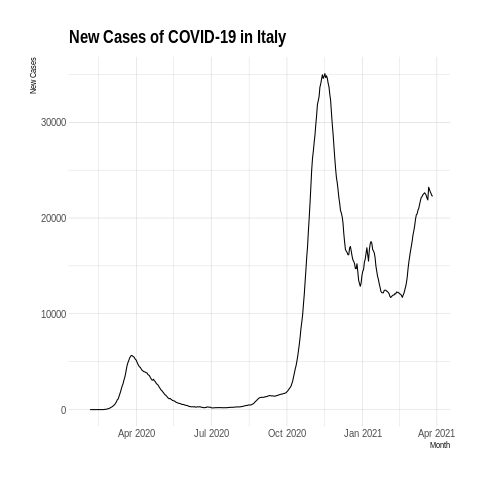 New Cases of COVID-19 in Italy
New Cases
30000
20000
10000
0
Apr 2020 Jul 2020 Oct 2020 Jan 2021 Apr 2021
Month